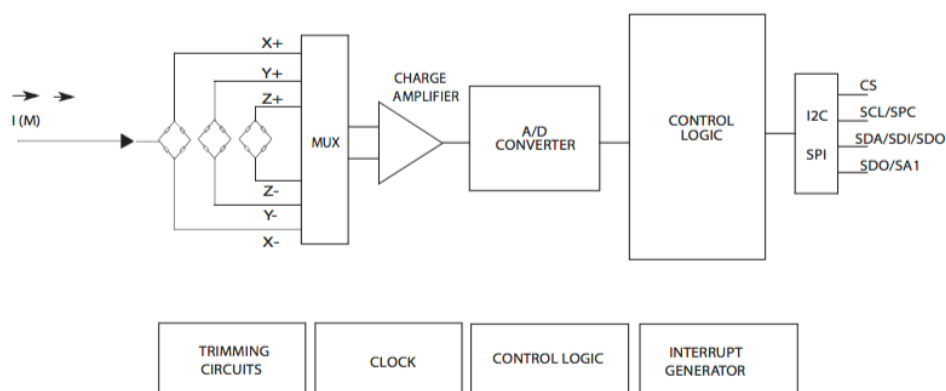 X+
Y+
Z+
I (M)
MUX
Z-
Y-
X-
CHARGE
AMPLIFIER
A/D
CONVERTER
CONTROL
LOGIC
I2C
SPI
CS
SCL/SPC
SDA/SDI/SDO
SDO/SA1
TRIMMING
CIRCUITS
CLOCK
CONTROL LOGIC
INTERRUPT
GENERATOR